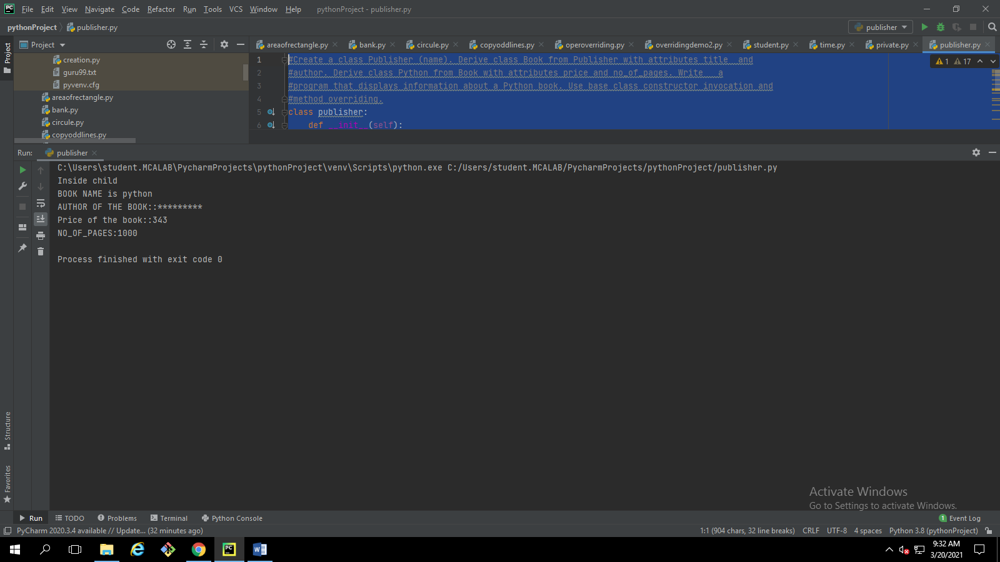 File Edit View Navigate Code Refactor Run Tools VCS Window Help pythonProject - publisher.py
pythonProject publisher.py
publisher
Project
Project
areaofrectangle.py bank.py circule.py copyoddlines.py operoverriding.py overridingdemo2.py student.py time.py private.py publisher.py
creation.py
guru99.txt
pyvenv.cfg
areaofrectangle.py
bank.py
circule.py
copyoddlines.py
1 #Create a class Publisher (name). Derive class Book from Publisher with attributes title  and
2 #author. Derive class Python from Book with attributes price and no_of_pages. Write   a
3 #program that displays information about a Python book. Use base class constructor invocation and
4 #method overriding.
5 class publisher:
6     def __init__(self):
1 17
Run: publisher
C:\Users\student.MCALAB\PycharmProjects\pythonProject\venv\Scripts\python.exe C:/Users/student.MCALAB/PycharmProjects/pythonProject/publisher.py
Inside child
BOOK NAME is python
AUTHOR OF THE BOOK::*********
Price of the book::343
NO_OF_PAGES:1000
Process finished with exit code 0
Structure
Favorites
Activate Windows
Go to Settings to activate Windows.
Run TODO Problems Terminal Python Console
1 Event Log
PyCharm 2020.3.4 available // Update... (32 minutes ago)
1:1 (904 chars, 32 line breaks) CRLF UTF-8 4 spaces Python 3.8 (pythonProject)
9:32 AM
3/20/2021